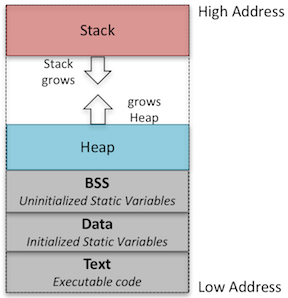 High Address
Stack
Stack
grows
grows
Heap
Heap
BSS
Uninitialized Static Variables
Data
Initialized Static Variables
Text
Executable code
Low Address